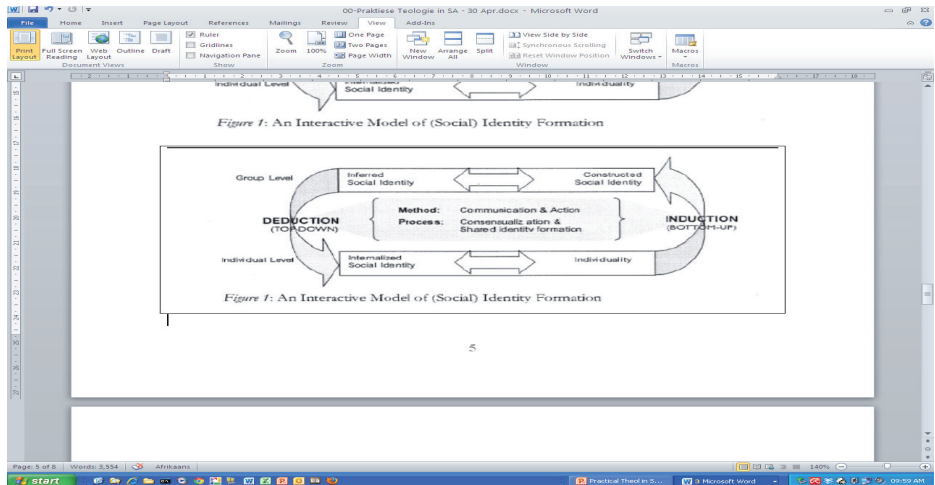 00-Praktiese Teologie in SA - 30 Apr.docx - Microsoft Word
File Home Insert Page Layout References Mailings Review View Add-Ins
Print Layout
Full Screen Reading
Web Layout
Outline
Draft
Document Views
Ruler
Gridlines
Navigation Pane
Show
Zoom
100%
One Page
Two Pages
Page Width
Zoom
New Window
Arrange All
Split
View Side by Side
Synchronous Scrolling
Reset Window Position
Switch Windows
Window
Macros
Macros
Individual Level
Social Identity
Individuality
Figure 1: An Interactive Model of (Social) Identity Formation
Group Level
Inferred
Social Identity
Constructed
Social Identity
DEDUCTION
(TOP-DOWN)
Method: Communication & Action
Process: Consensualization &
Shared identity formation
INDUCTION
(BOTTOM-UP)
Individual Level
Internalized
Social Identity
Individuality
Figure 1: An Interactive Model of (Social) Identity Formation
5
Page: 5 of 8 Words: 3,554 Afrikaans 140%
start
Practical Theol in S...
Microsoft Word
09:59 AM